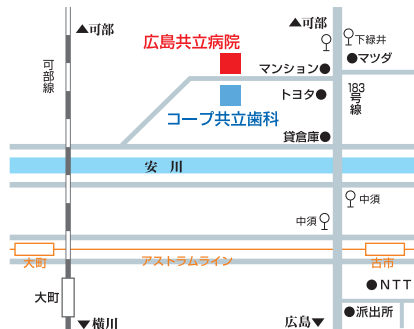 ▲可部
▲可部
広島共立病院
下緑井
マツダ
可部線
マンション
トヨタ
183号線
コープ共立歯科
貸倉庫
安川
中須
中須
アストラムライン
大町
古市
大町
NTT
派出所
▼横川
広島▼